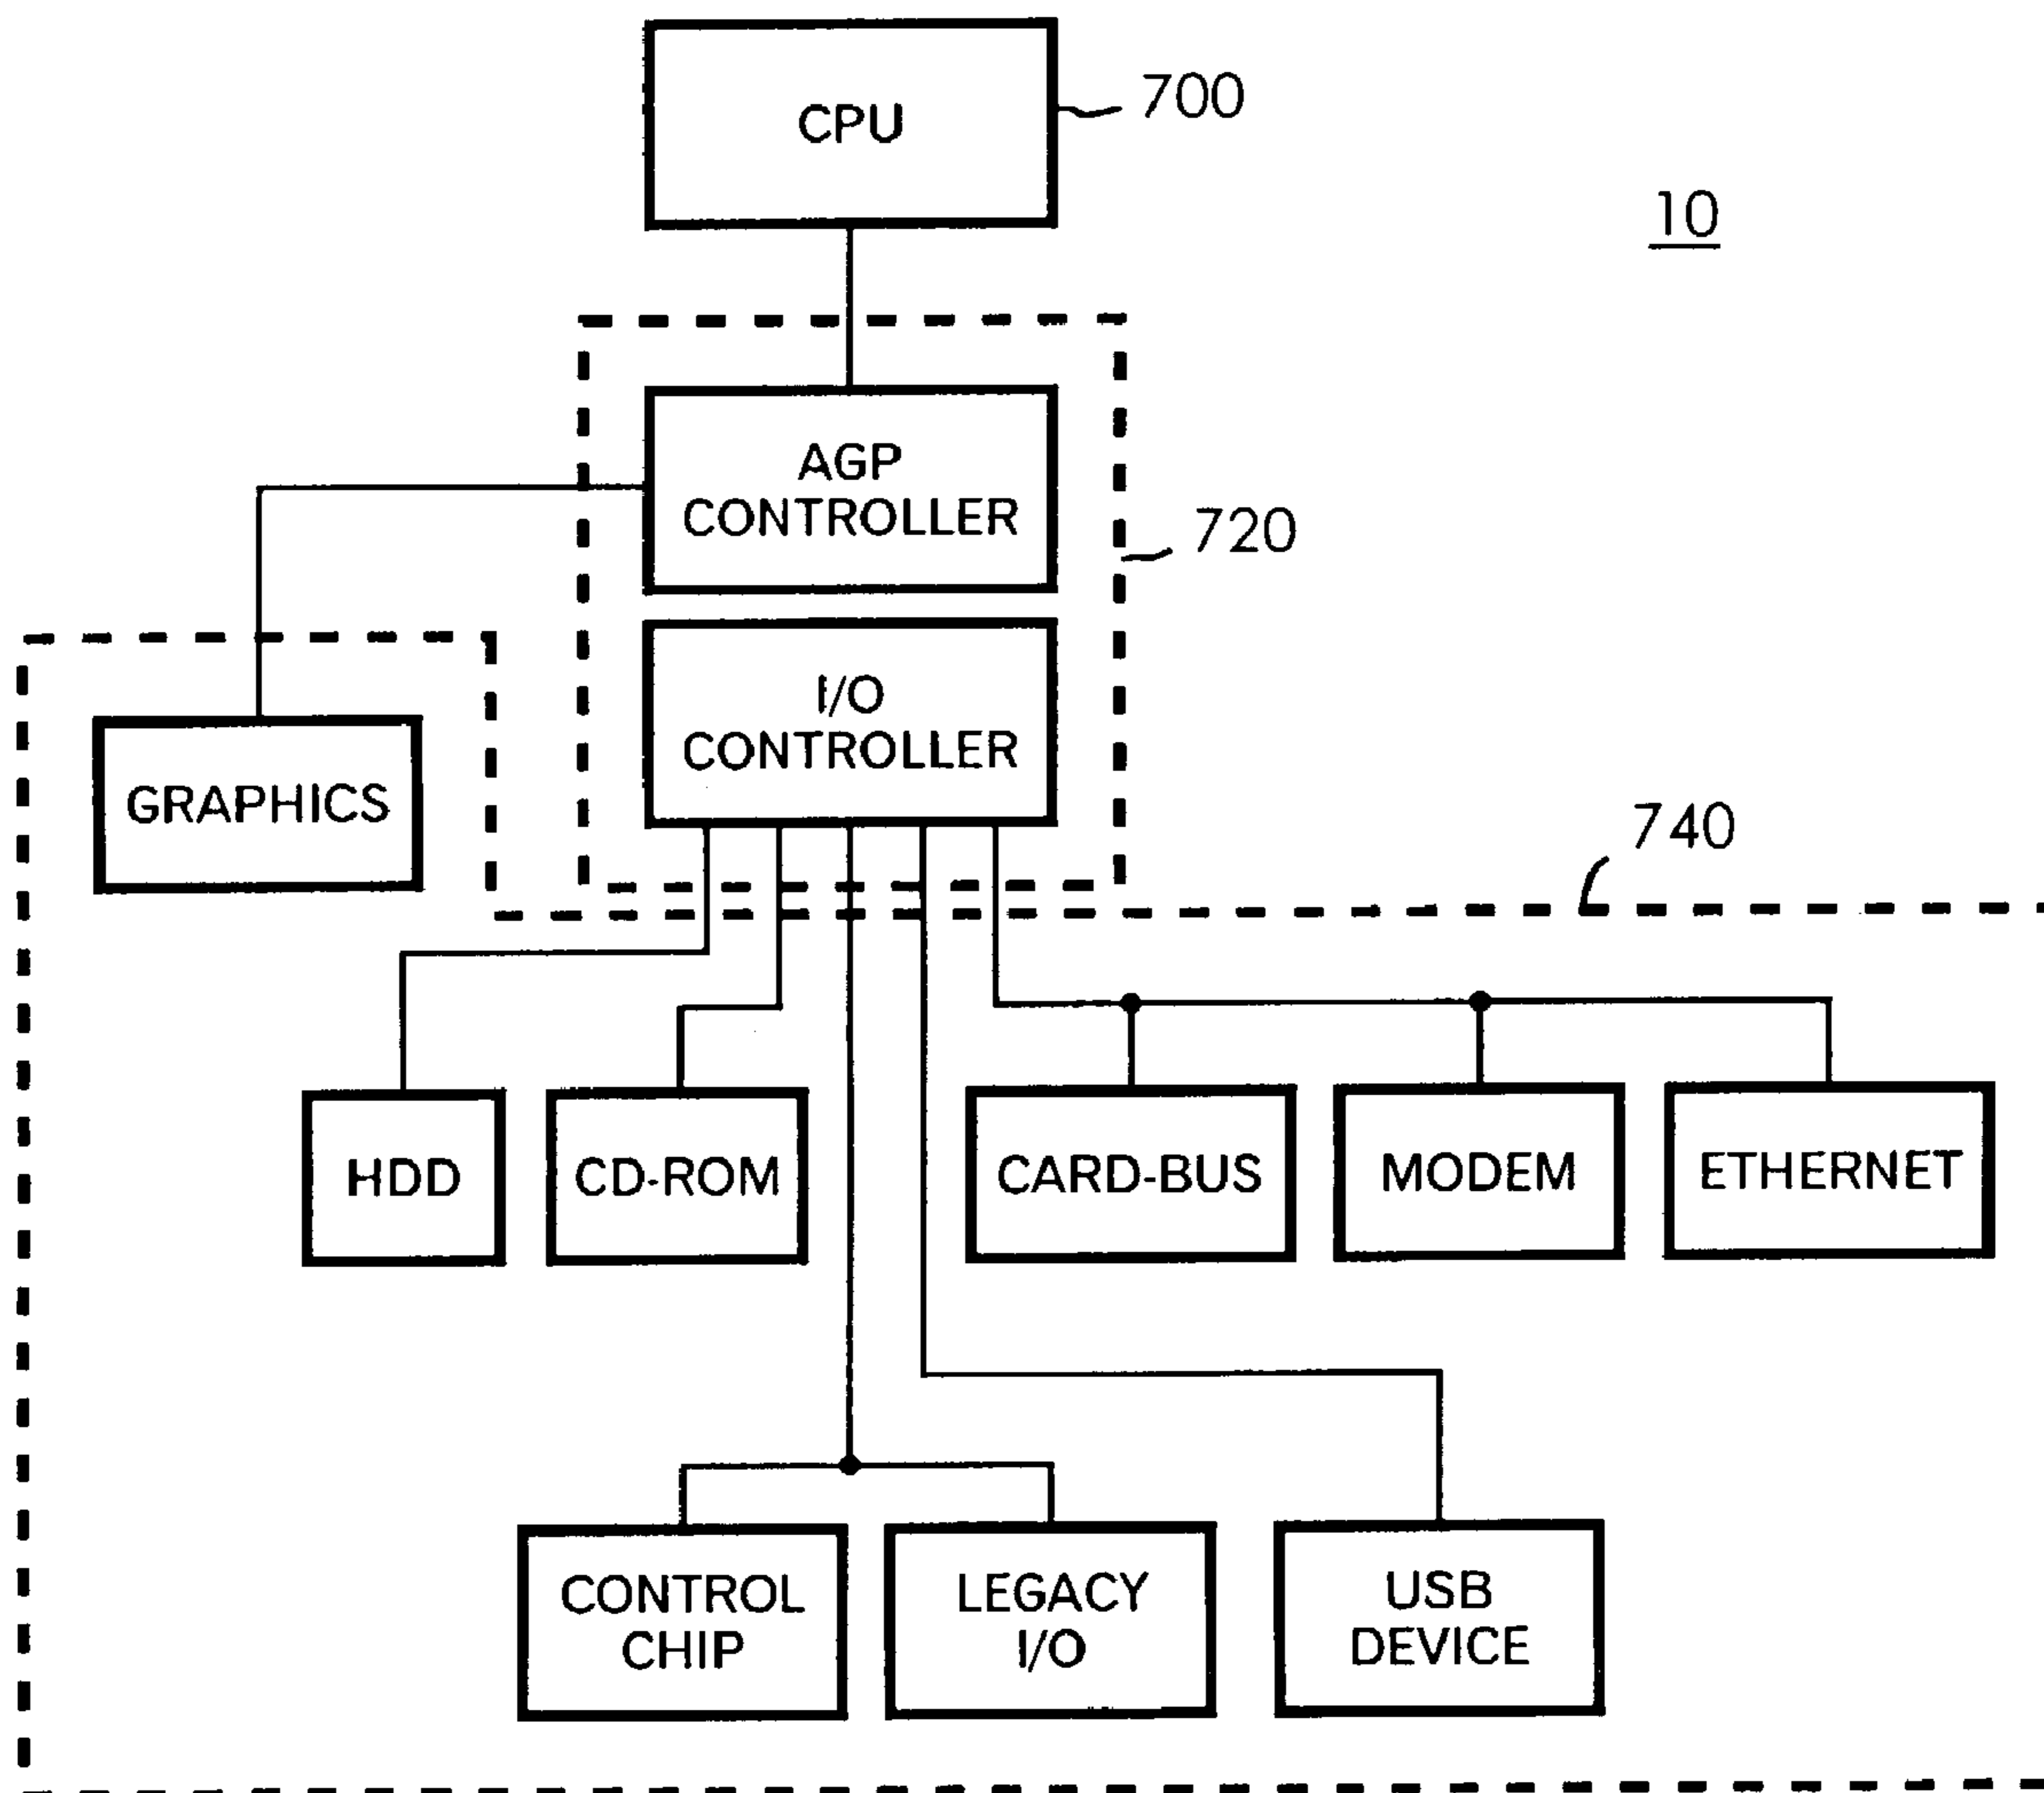 CPU
700
10
AGP
CONTROLLER
720
I/O
CONTROLLER
GRAPHICS
740
HDD
CD-ROM
CARD-BUS
MODEM
ETHERNET
CONTROL
CHIP
LEGACY
I/O
USB
DEVICE